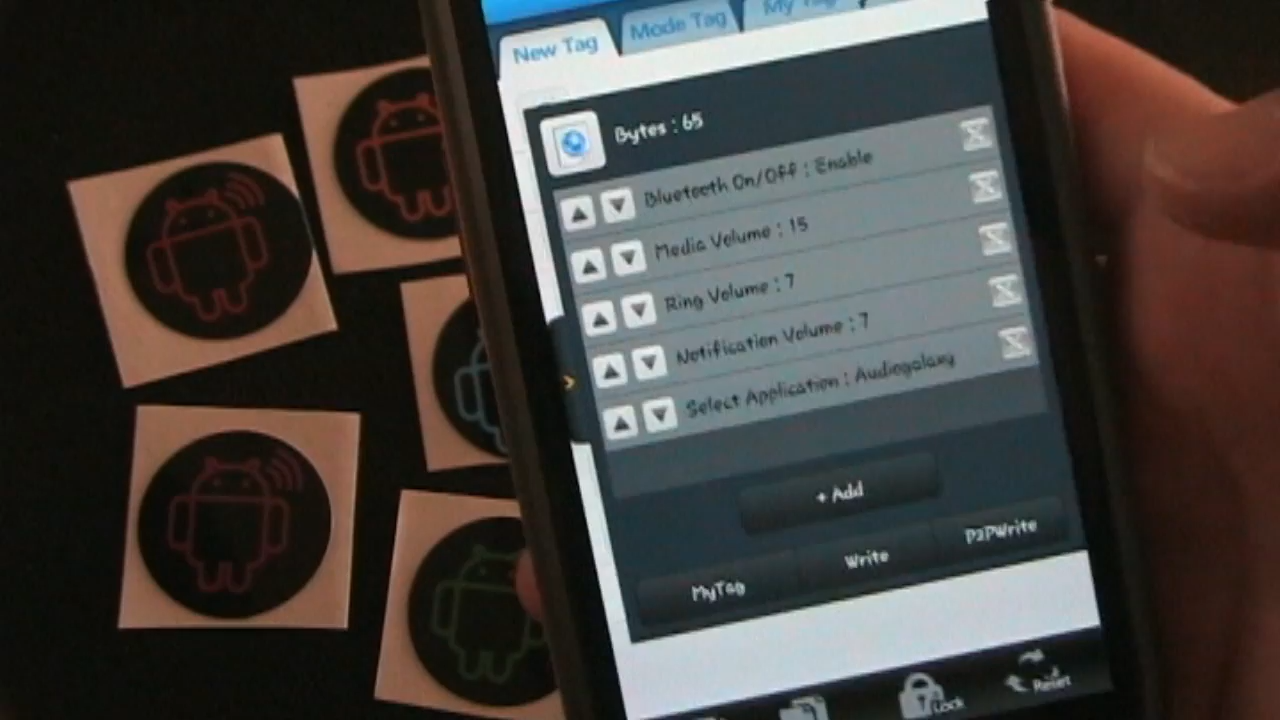 New Tag
Mode Tag
My Tag
Bytes : 65
Bluetooth On/Off : Enable
Media Volume : 15
Ring Volume : 7
Notification Volume : 7
Select Application : Audiogalaxy
+ Add
MyTag
Write
P2PWrite
Lock
Reset